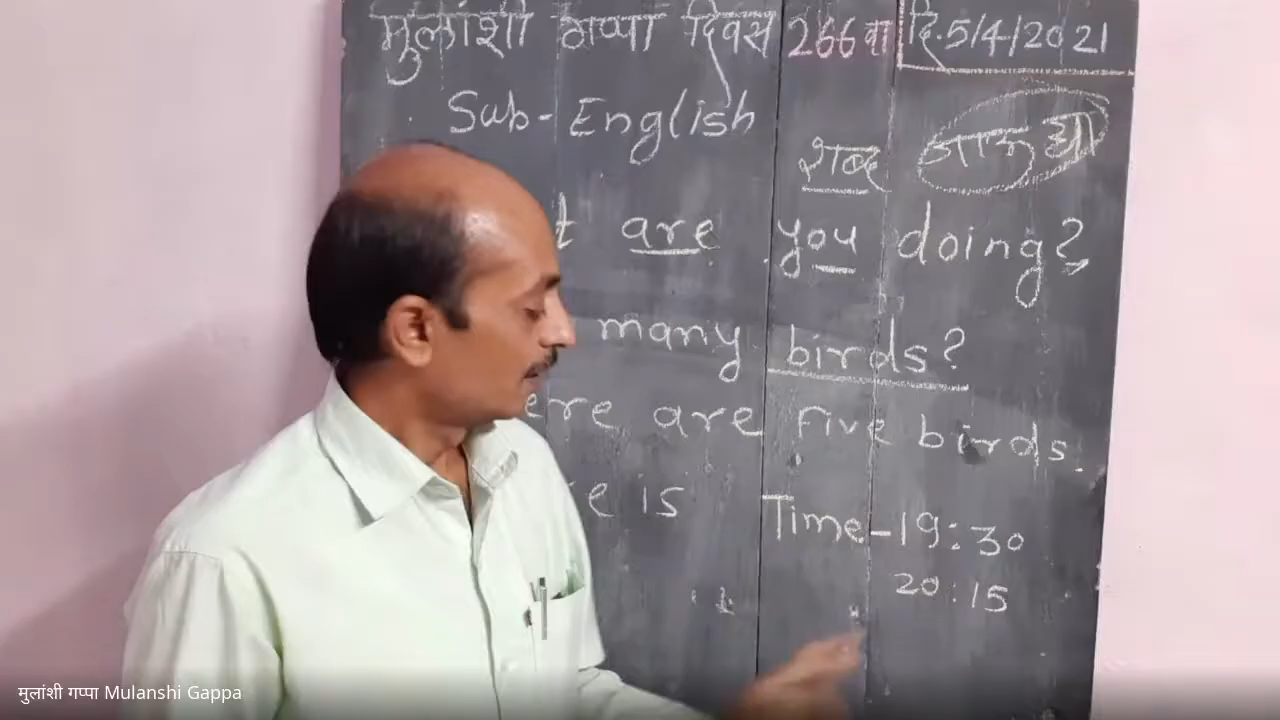 मुलांशी गप्पा दिवस 266 वा दि.5/4/2021
Sub-English
शब्द जाऊ द्या
t are you doing?
many birds?
ere are Five birds.
e is
Time-19:30
20:15
मुलांशी गप्पा Mulanshi Gappa